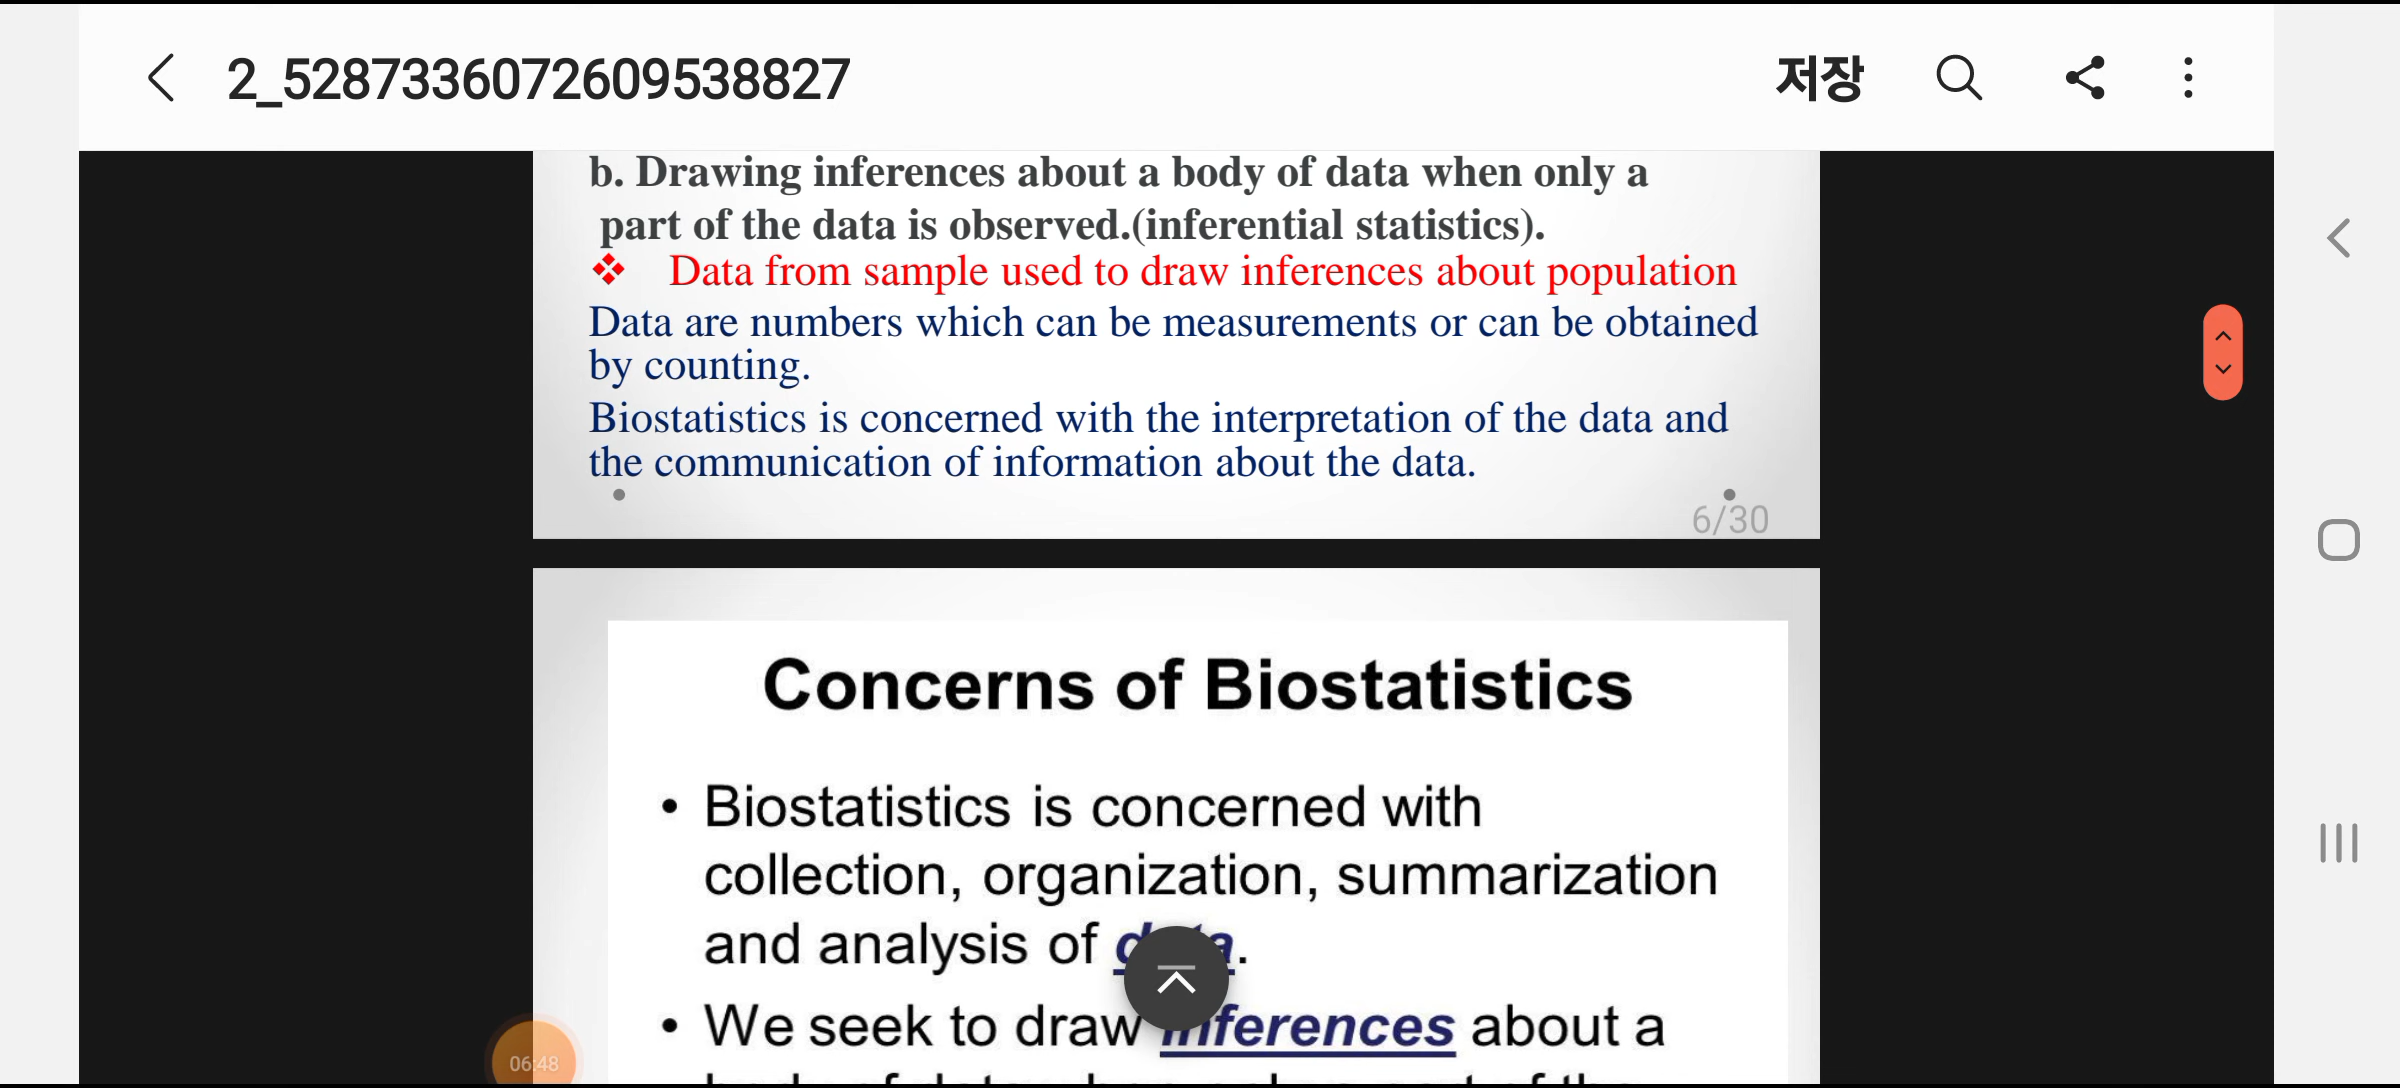 2_5287336072609538827
저장
b. Drawing inferences about a body of data when only a
part of the data is observed.(inferential statistics).
❖ Data from sample used to draw inferences about population
Data are numbers which can be measurements or can be obtained
by counting.
Biostatistics is concerned with the interpretation of the data and
the communication of information about the data.
• •
6/30
Concerns of Biostatistics
• Biostatistics is concerned with
collection, organization, summarization
and analysis of .
• We seek to draw inferences about a
06:48